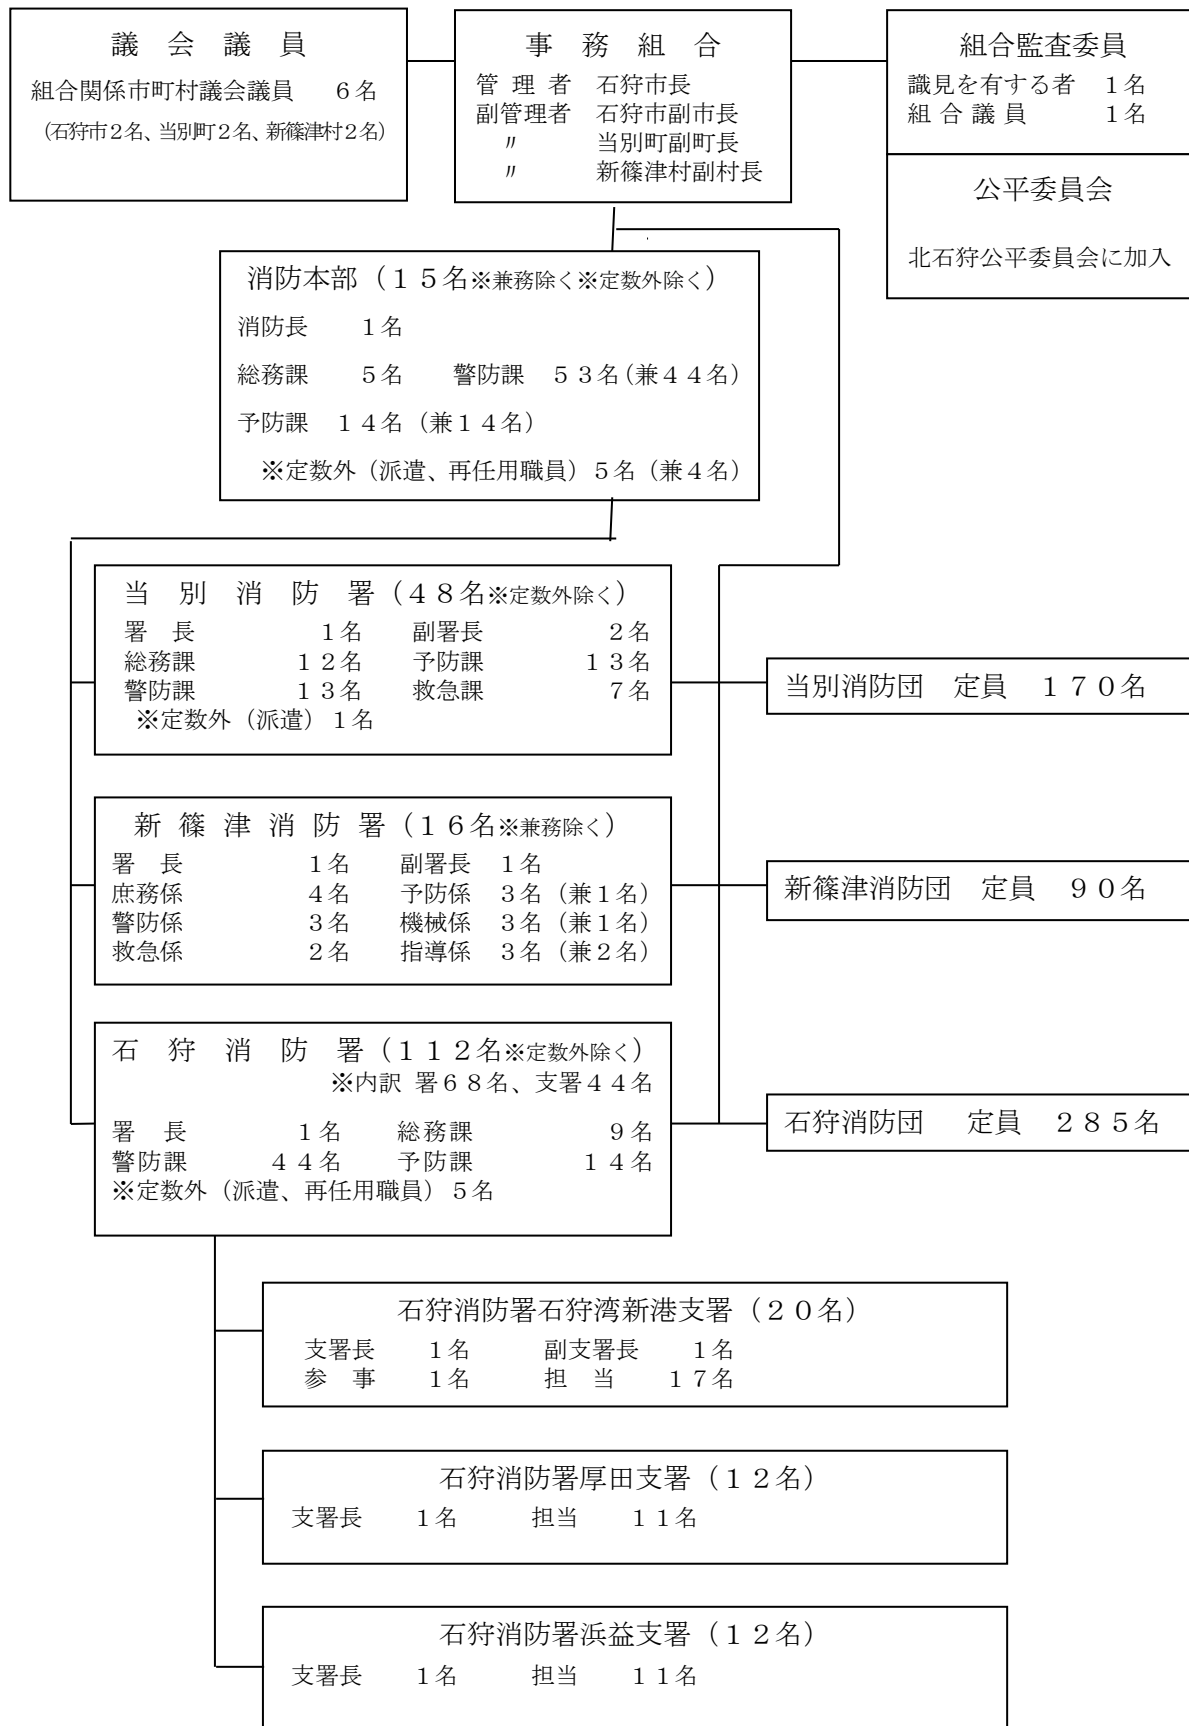 議　会　議　員
組合関係市町村議会議員　６名
（石狩市２名、当別町２名、新篠津村２名）
事　務　組　合
管 理 者　石狩市長
副管理者　石狩市副市長
〃　当別町副町長
〃　新篠津村副村長
組合監査委員
識見を有する者　１名
組 合 議 員　１名
公平委員会
北石狩公平委員会に加入
消防本部（１５名※兼務除く※定数外除く）
消防長　１名
総務課　５名　警防課　５３名（兼４４名）
予防課　１４名（兼１４名）
※定数外（派遣、再任用職員）５名（兼４名）
当　別　消　防　署（４８名※定数外除く）
署　長　１名　副署長　２名
総務課　１２名　予防課　１３名
警防課　１３名　救急課　７名
※定数外（派遣）１名
当別消防団　定員　１７０名
新 篠 津 消 防 署（１６名※兼務除く）
署　長　１名　副署長　１名
庶務係　４名　予防係　３名（兼１名）
警防係　３名　機械係　３名（兼１名）
救急係　２名　指導係　３名（兼２名）
新篠津消防団　定員　９０名
石　狩　消　防　署（１１２名※定数外除く）
※内訳 署６８名、支署４４名
署　長　１名　総務課　９名
警防課　４４名　予防課　１４名
※定数外（派遣、再任用職員）５名
石狩消防団　定員　２８５名
石狩消防署石狩湾新港支署（２０名）
支署長　１名　副支署長　１名
参　事　１名　担　当　１７名
石狩消防署厚田支署（１２名）
支署長　１名　担当　１１名
石狩消防署浜益支署（１２名）
支署長　１名　担当　１１名